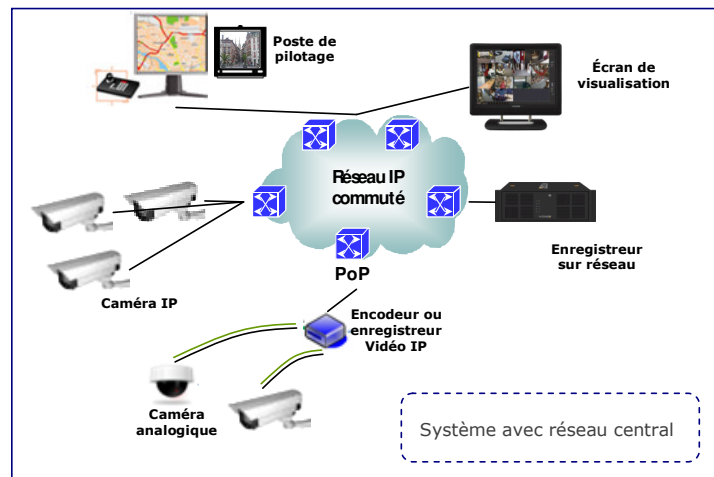 Poste de
pilotage
Écran de
visualisation
Réseau IP
commuté
PoP
Enregistreur
sur réseau
Caméra IP
Encodeur ou
enregistreur
Vidéo IP
Caméra
analogique
Système avec réseau central